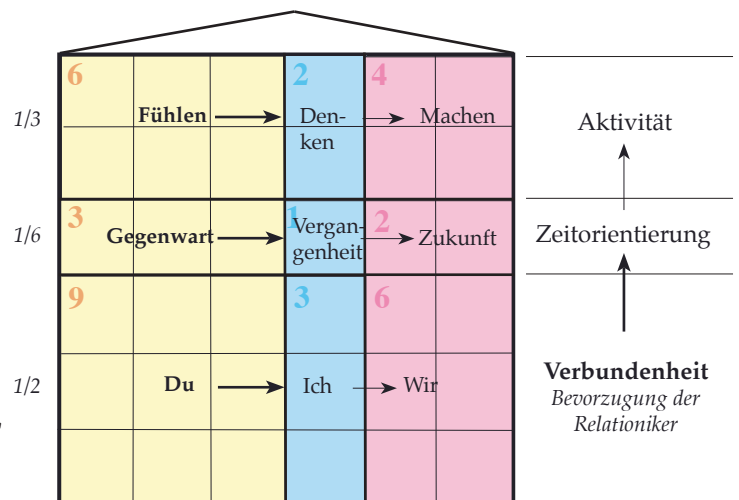 6 2 4
1/3 Fühlen Den- Machen Aktivität
ken
3 1 2
1/6 Gegenwart Vergan- Zukunft Zeitorientierung
genheit
9 3 6
1/2 Du Ich Wir Verbundenheit
Bevorzugung der
Relationiker